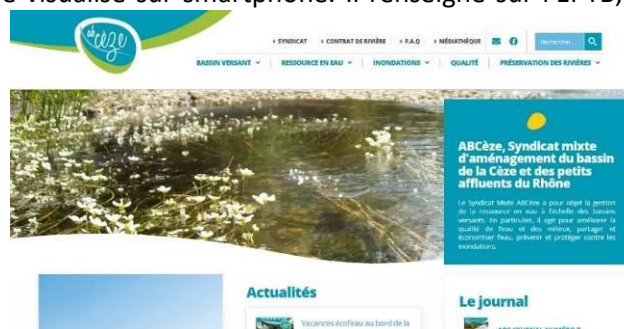 e visualise sur smartphone. Il renseigne sur l'EPTB,
ab cèze
SYNDICAT CONTRAT DE RIVIÈRE F.A.Q MÉDIATHÈQUE Rechercher...
BASSIN VERSANT RESSOURCE EN EAU INONDATIONS QUALITÉ PRÉSERVATION DES RIVIÈRES
ABCèze, Syndicat mixte
d'aménagement du bassin
de la Cèze et des petits
affluents du Rhône
Le Syndicat Mixte ABCèze a pour objet la gestion
de la ressource en eau à l'échelle des bassins
versants. En particulier, il agit pour améliorer la
qualité de l'eau et des milieux, partager et
économiser l'eau, prévenir et protéger contre les
inondations.
Actualités
Vacances écol'eau au bord de la
Le journal